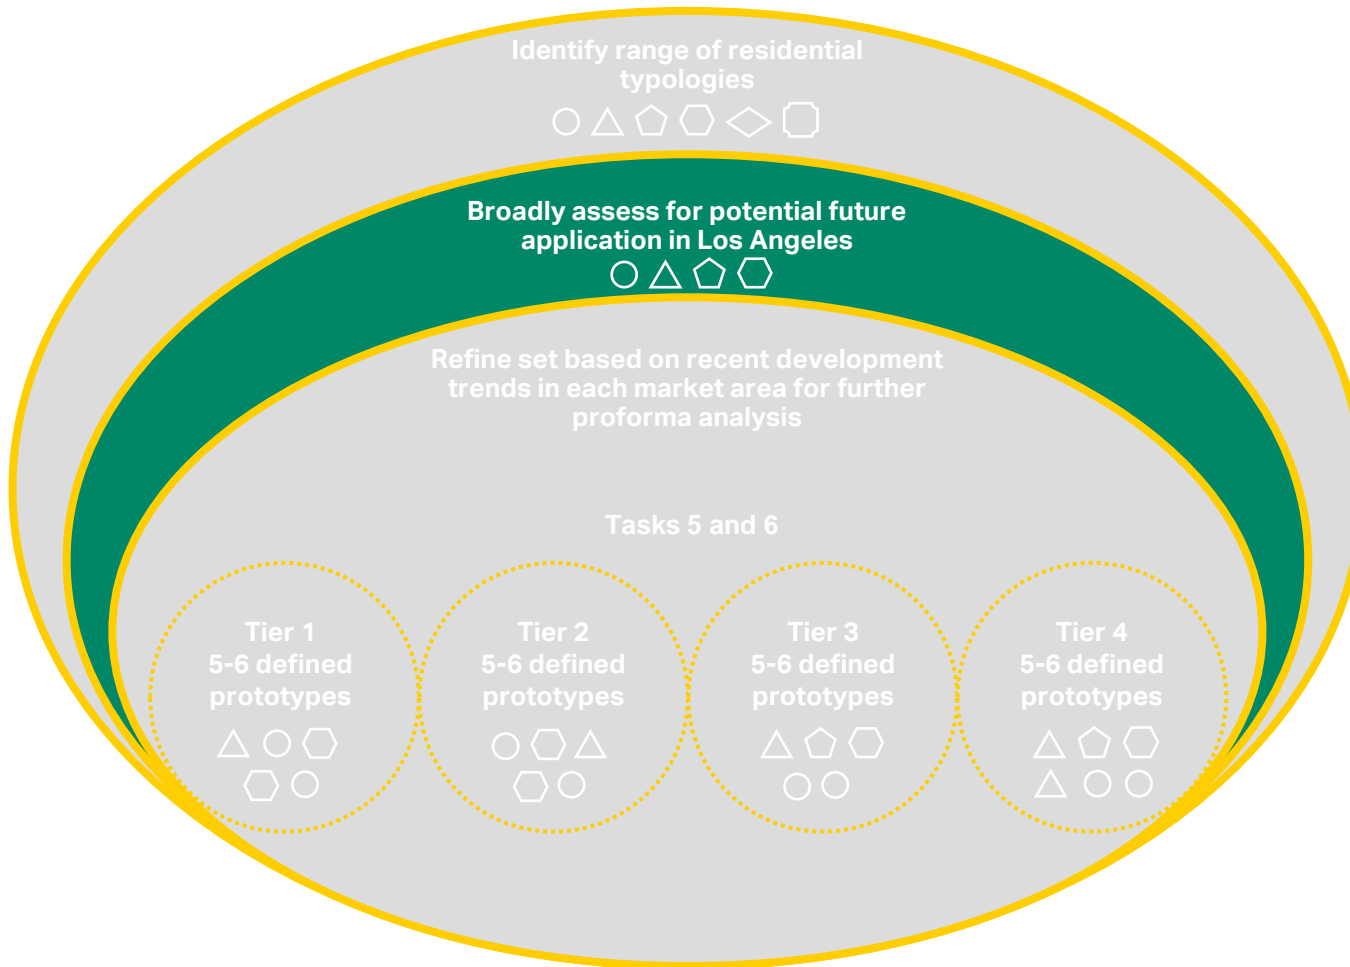 Identify range of residential
typologies
Broadly assess for potential future
application in Los Angeles
Refine set based on recent development
trends in each market area for further
proforma analysis
Tasks 5 and 6
Tier 1
5-6 defined
prototypes
Tier 2
5-6 defined
prototypes
Tier 3
5-6 defined
prototypes
Tier 4
5-6 defined
prototypes